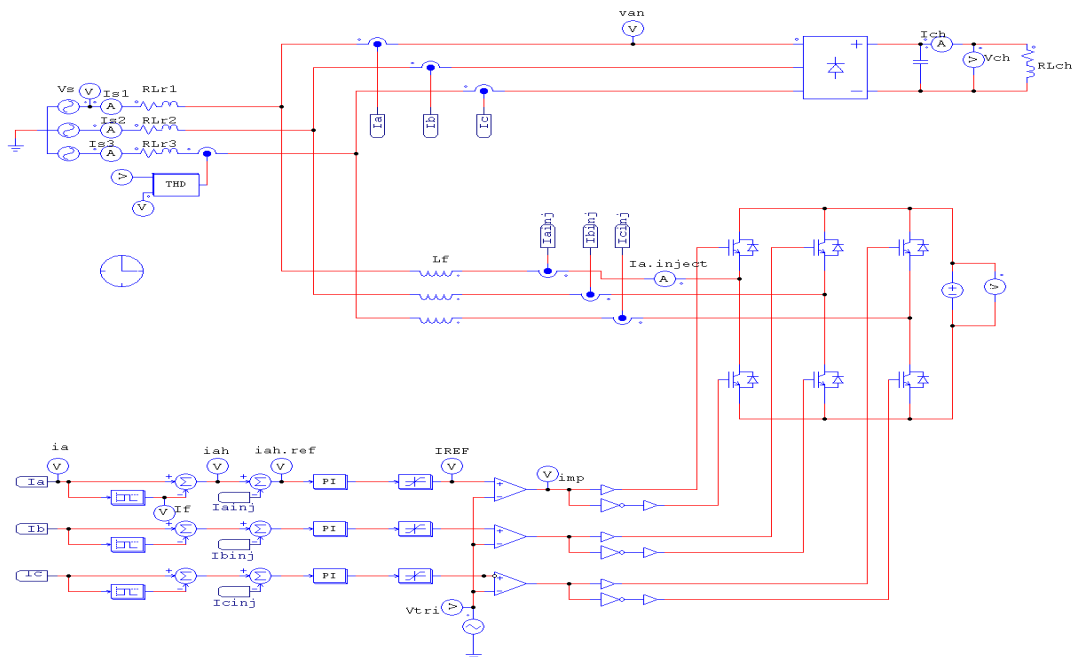 van
V
Ich
A
V
Vch
RLch
Vs
V
Is1
A
RLr1
Is2
A
RLr2
Is3
A
RLr3
Ia
Ib
Ic
V
THD
V
Iainj
Ibinj
Icinj
Lf
Ia.inject
A
V
ia
V
iah
V
iah.ref
V
IREF
V
V
imp
Ia
PI
Iainj
V
If
Ib
PI
Ibinj
Ic
PI
Icinj
Vtri
V